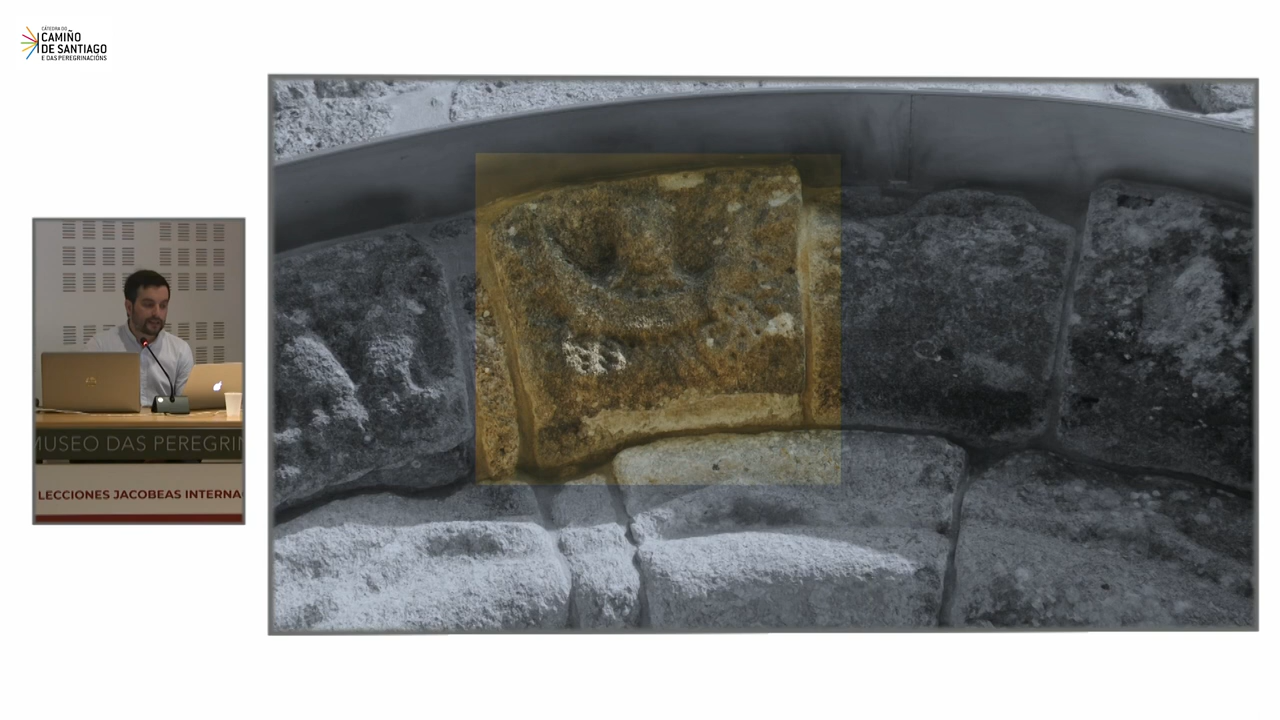 CÁTEDRA DO
CAMIÑO
DE SANTIAGO
E DAS PEREGRINACIÓNS
MUSEO DAS PEREGRI
LECCIONES JACOBEAS INTERNA